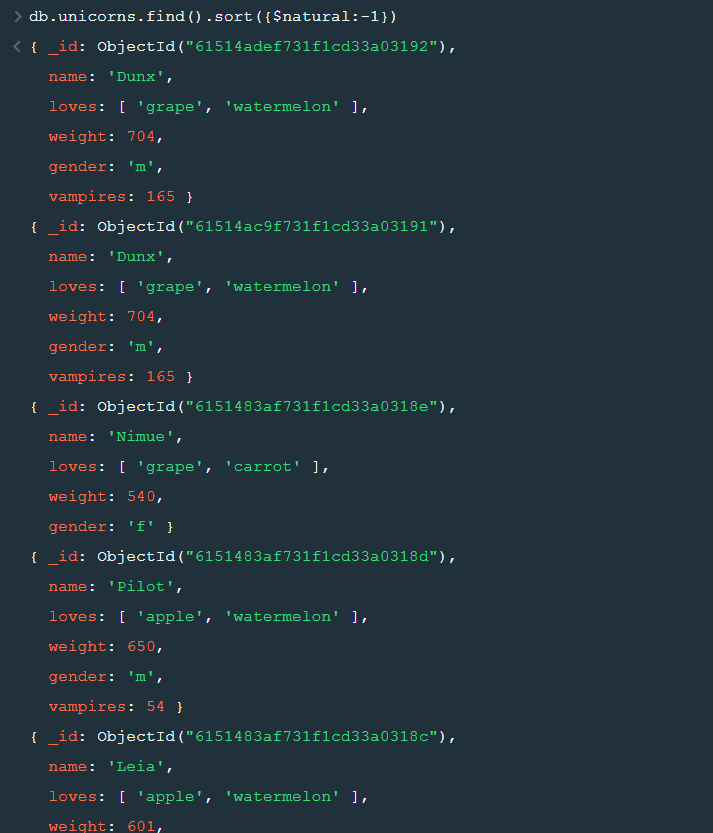 > db.unicorns.find().sort({$natural:-1})
< { _id: ObjectId("61514adef731f1cd33a03192"),
name: 'Dunx',
loves: [ 'grape', 'watermelon' ],
weight: 704,
gender: 'm',
vampires: 165 }
{ _id: ObjectId("61514ac9f731f1cd33a03191"),
name: 'Dunx',
loves: [ 'grape', 'watermelon' ],
weight: 704,
gender: 'm',
vampires: 165 }
{ _id: ObjectId("6151483af731f1cd33a0318e"),
name: 'Nimue',
loves: [ 'grape', 'carrot' ],
weight: 540,
gender: 'f' }
{ _id: ObjectId("6151483af731f1cd33a0318d"),
name: 'Pilot',
loves: [ 'apple', 'watermelon' ],
weight: 650,
gender: 'm',
vampires: 54 }
{ _id: ObjectId("6151483af731f1cd33a0318c"),
name: 'Leia',
loves: [ 'apple', 'watermelon' ],
weight: 601,